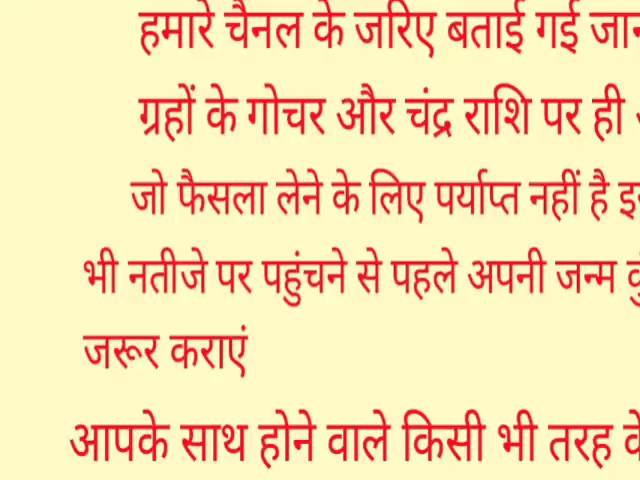 हमारे चैनल के जरिए बताई गई
ग्रहों के गोचर और चंद्र राशि पर ही
जो फैसला लेने के लिए पर्याप्त नहीं है
भी नतीजे पर पहुंचने से पहले अपनी जन्म
जरूर कराएं
आपके साथ होने वाले किसी भी तरह